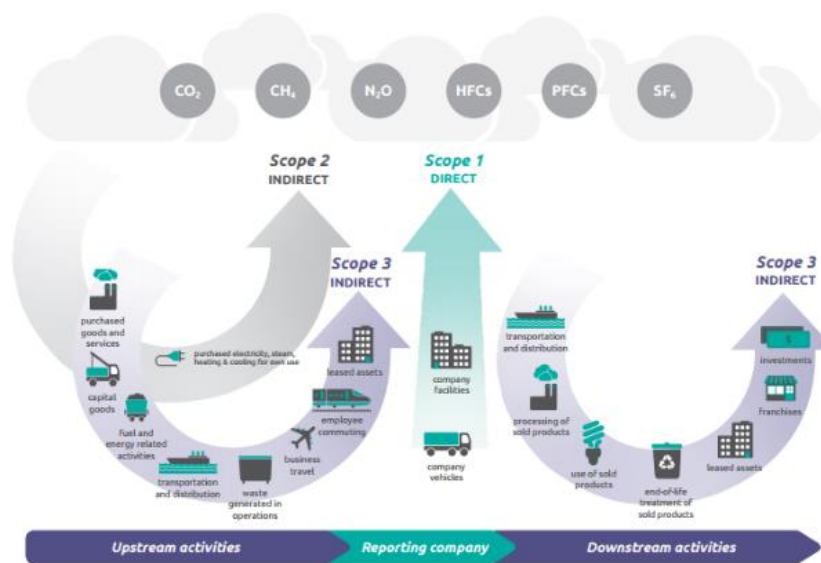 CO₂
CH₄
N₂O
HFCs
PFCs
SF₆
Scope 2
INDIRECT
Scope 1
DIRECT
Scope 3
INDIRECT
Scope 3
INDIRECT
purchased
goods and
services
capital
goods
fuel and
energy related
activities
transportation
and distribution
waste
generated in
operations
business
travel
employee
commuting
leased assets
purchased electricity, steam,
heating & cooling for own use
company
facilities
company
vehicles
transportation
and distribution
processing of
sold products
use of sold
products
end-of-life
treatment of
sold products
leased assets
franchises
$
investments
Upstream activities
Reporting company
Downstream activities